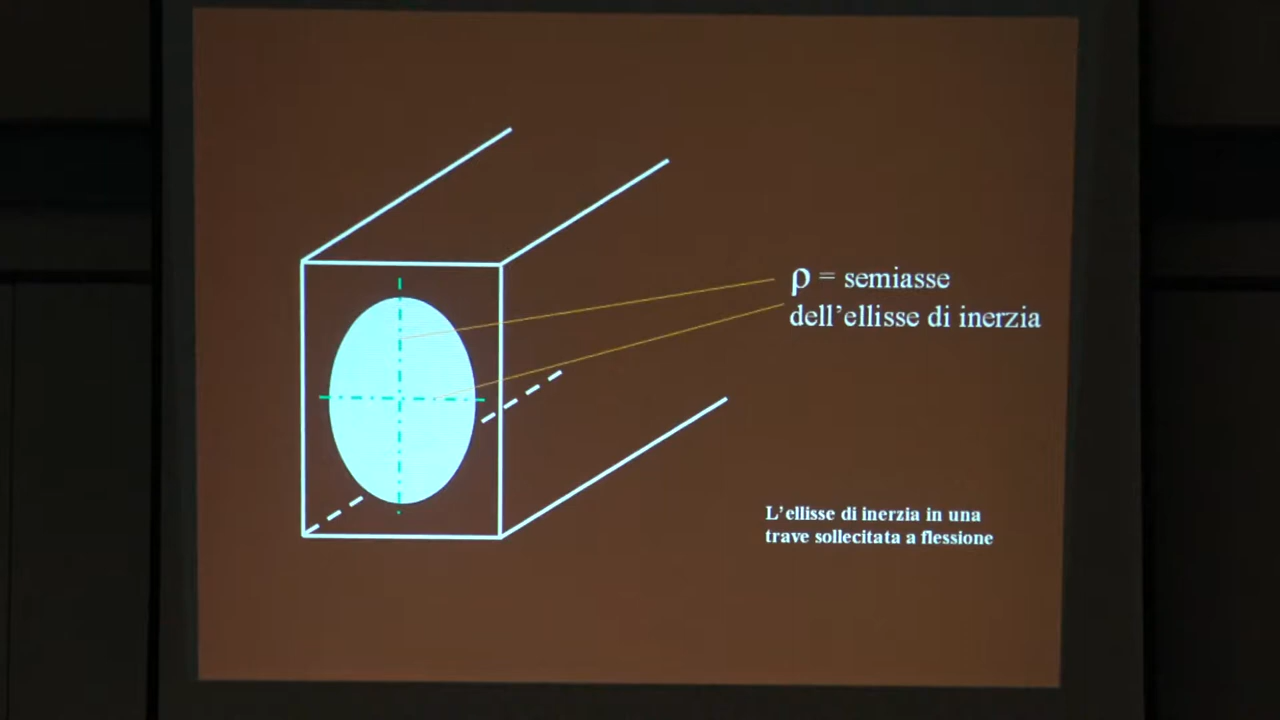 ρ = semiasse
dell'ellisse di inerzia
L'ellisse di inerzia in una
trave sollecitata a flessione